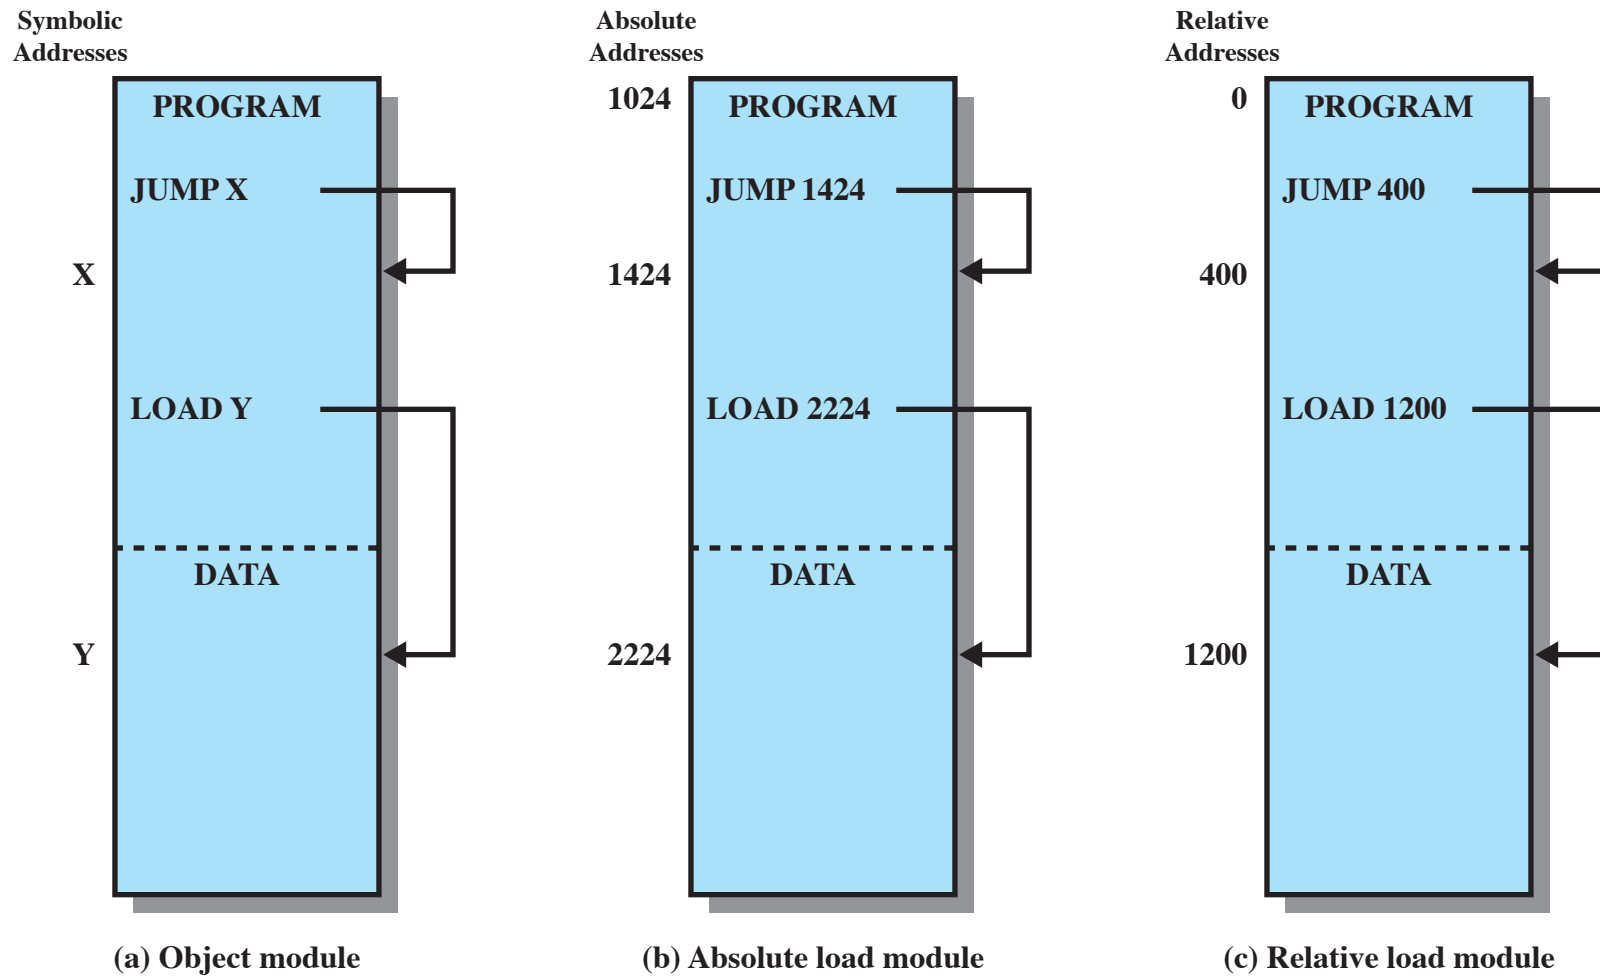 Symbolic
Addresses
PROGRAM
JUMP X
X
LOAD Y
DATA
Y
(a) Object module
Absolute
Addresses
1024
PROGRAM
JUMP 1424
1424
LOAD 2224
DATA
2224
(b) Absolute load module
Relative
Addresses
0
PROGRAM
JUMP 400
400
LOAD 1200
DATA
1200
(c) Relative load module